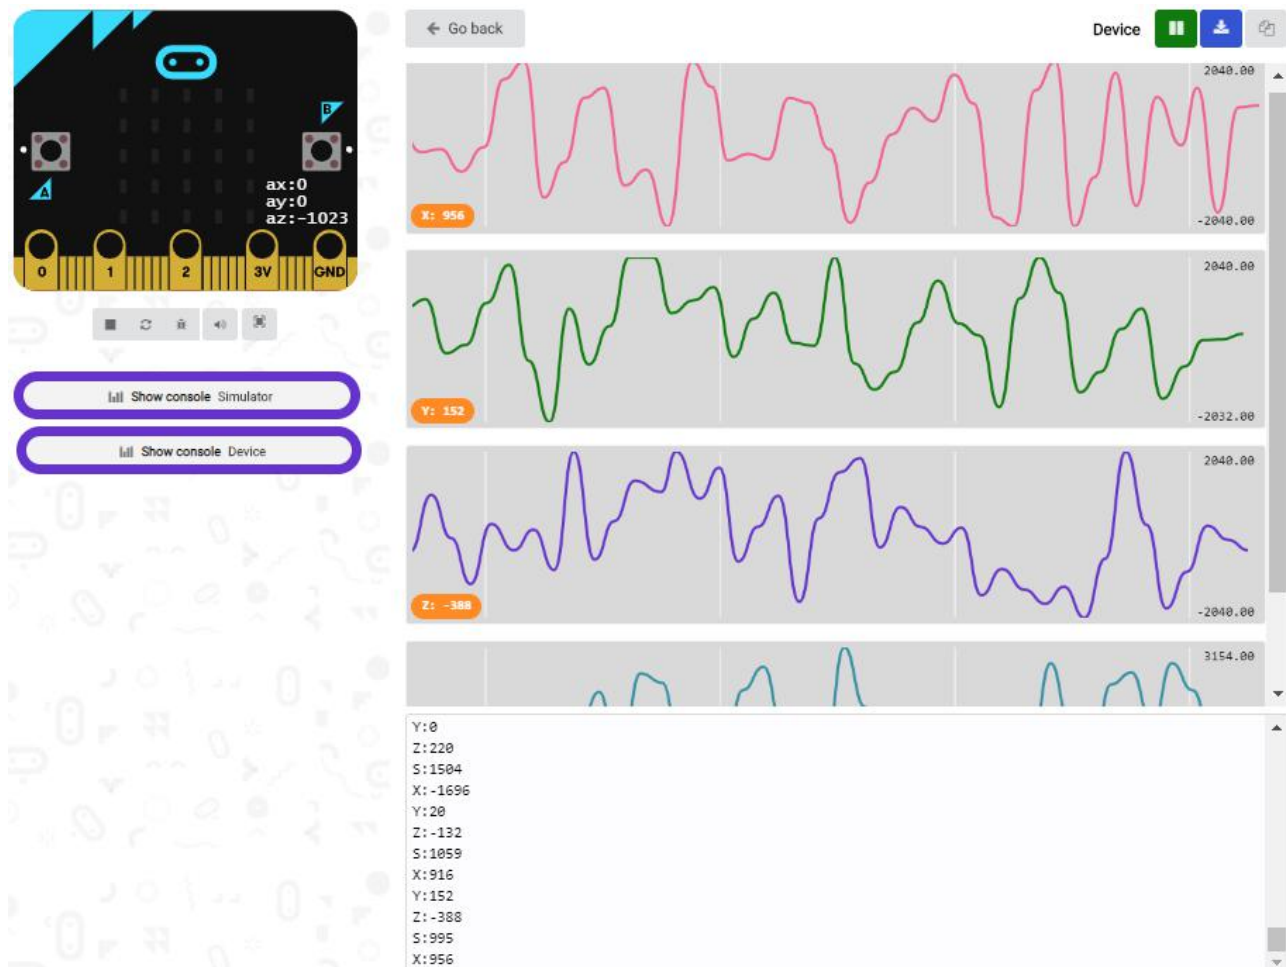 Go back
Device
B
A
ax:0
ay:0
az:-1023
0 1 2 3V GND
Show console Simulator
Show console Device
2040.00
X: 956
-2040.00
2040.00
Y: 152
-2032.00
2040.00
Z: -388
-2040.00
3154.00
Y:0
Z:220
S:1504
X:-1696
Y:20
Z:-132
S:1059
X:916
Y:152
Z:-388
S:995
X:956